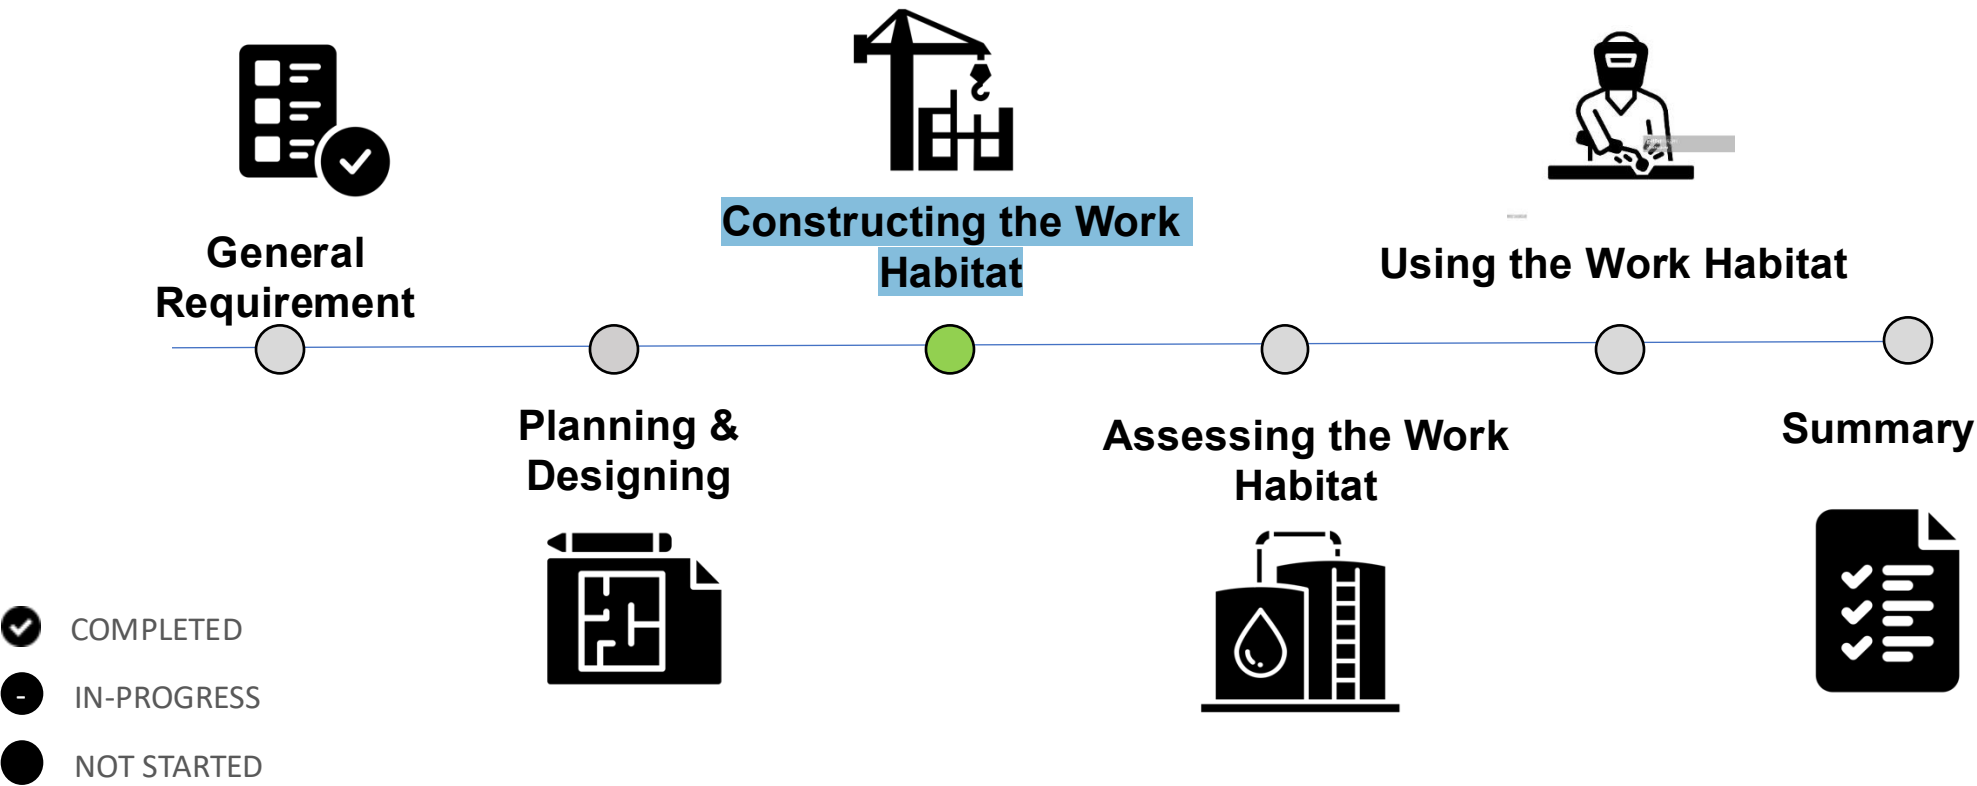 General
Requirement
Constructing the Work
Habitat
Using the Work Habitat
Planning &
Designing
Assessing the Work
Habitat
Summary
COMPLETED
-
IN-PROGRESS
NOT STARTED